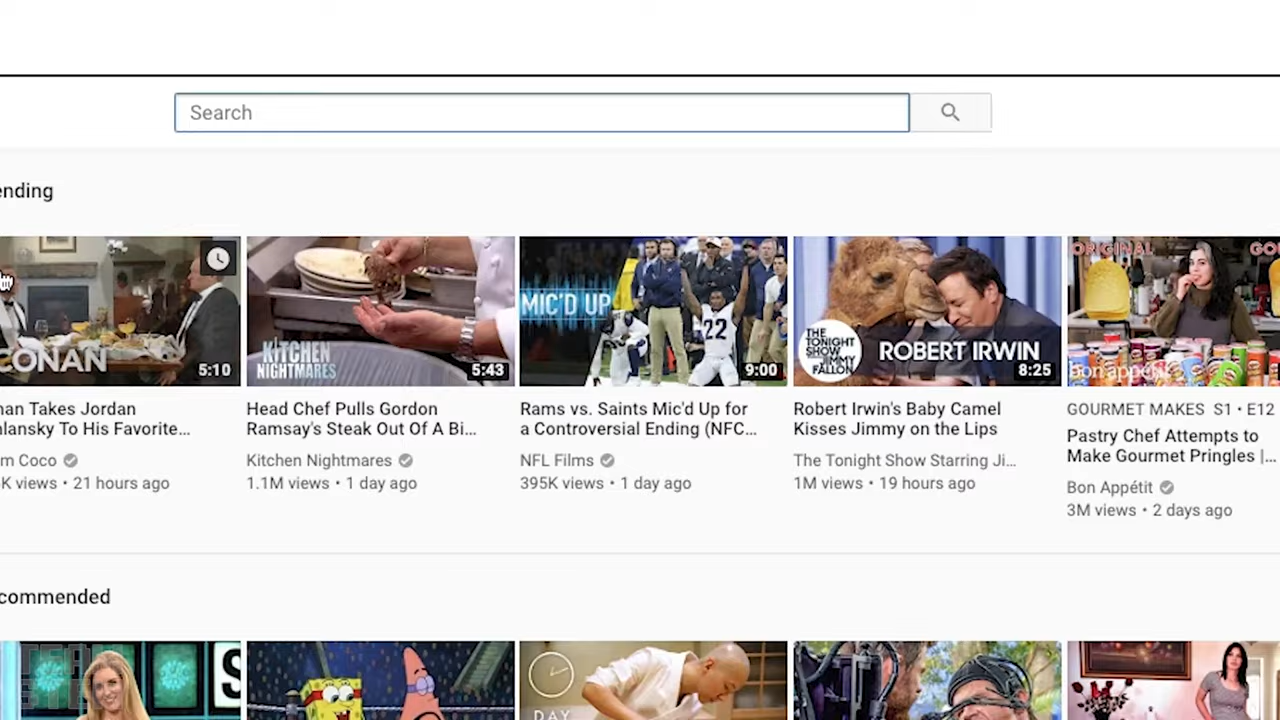 Search
ending
CONAN
5:10
KITCHEN
NIGHTMARES
5:43
MIC'D UP
22
9:00
THE
TONIGHT
SHOW
JIMMY
FALLON
ROBERT IRWIN
8:25
ORIGINAL
GO
bon appétit
nan Takes Jordan
hlansky To His Favorite...
m Coco
K views • 21 hours ago
Head Chef Pulls Gordon
Ramsay's Steak Out Of A Bi...
Kitchen Nightmares
1.1M views • 1 day ago
Rams vs. Saints Mic'd Up for
a Controversial Ending (NFC...
NFL Films
395K views • 1 day ago
Robert Irwin's Baby Camel
Kisses Jimmy on the Lips
The Tonight Show Starring Ji...
1M views • 19 hours ago
GOURMET MAKES S1 • E12
Pastry Chef Attempts to
Make Gourmet Pringles |...
Bon Appétit
3M views • 2 days ago
commended
S
DAY